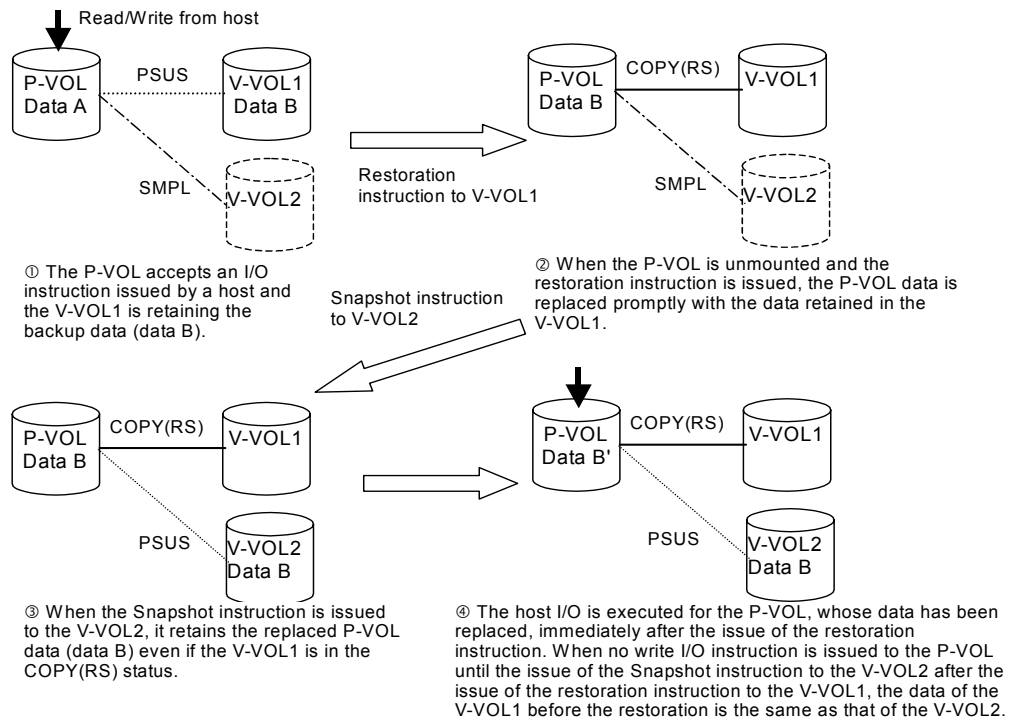 Read/Write from host
P-VOL
Data A
PSUS
V-VOL1
Data B
SMPL
V-VOL2
Restoration
instruction to V-VOL1
P-VOL
Data B
COPY(RS)
V-VOL1
SMPL
V-VOL2
① The P-VOL accepts an I/O
instruction issued by a host and
the V-VOL1 is retaining the
backup data (data B).
② When the P-VOL is unmounted and the
restoration instruction is issued, the P-VOL data is
replaced promptly with the data retained in the
V-VOL1.
Snapshot instruction
to V-VOL2
P-VOL
Data B
COPY(RS)
V-VOL1
PSUS
V-VOL2
Data B
P-VOL
Data B'
COPY(RS)
V-VOL1
PSUS
V-VOL2
Data B
③ When the Snapshot instruction is issued
to the V-VOL2, it retains the replaced P-VOL
data (data B) even if the V-VOL1 is in the
COPY(RS) status.
④ The host I/O is executed for the P-VOL, whose data has been
replaced, immediately after the issue of the restoration
instruction. When no write I/O instruction is issued to the P-VOL
until the issue of the Snapshot instruction to the V-VOL2 after the
issue of the restoration instruction to the V-VOL1, the data of the
V-VOL1 before the restoration is the same as that of the V-VOL2.